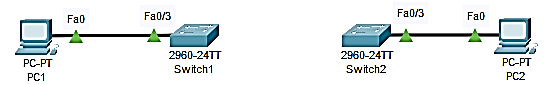 Fa0
Fa0/3
PC-PT
PC1
2960-24TT
Switch1
Fa0/3
Fa0
2960-24TT
Switch2
PC-PT
PC2